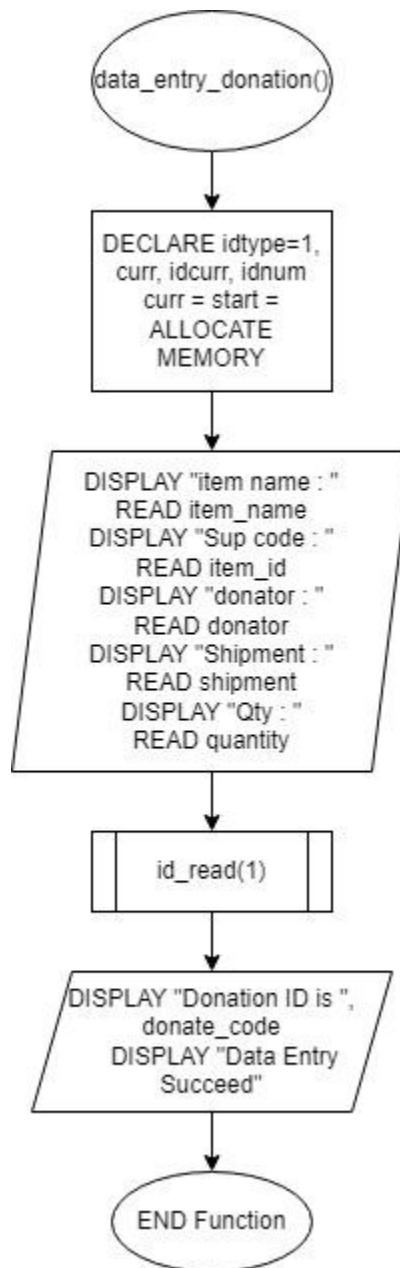 data_entry_donation()
DECLARE idtype=1,
curr, idcurr, idnum
curr = start =
ALLOCATE
MEMORY
DISPLAY "item name : "
READ item_name
DISPLAY "Sup code : "
READ item_id
DISPLAY "donator : "
READ donator
DISPLAY "Shipment : "
READ shipment
DISPLAY "Qty : "
READ quantity
id_read(1)
DISPLAY "Donation ID is ",
donate_code
DISPLAY "Data Entry
Succeed"
END Function